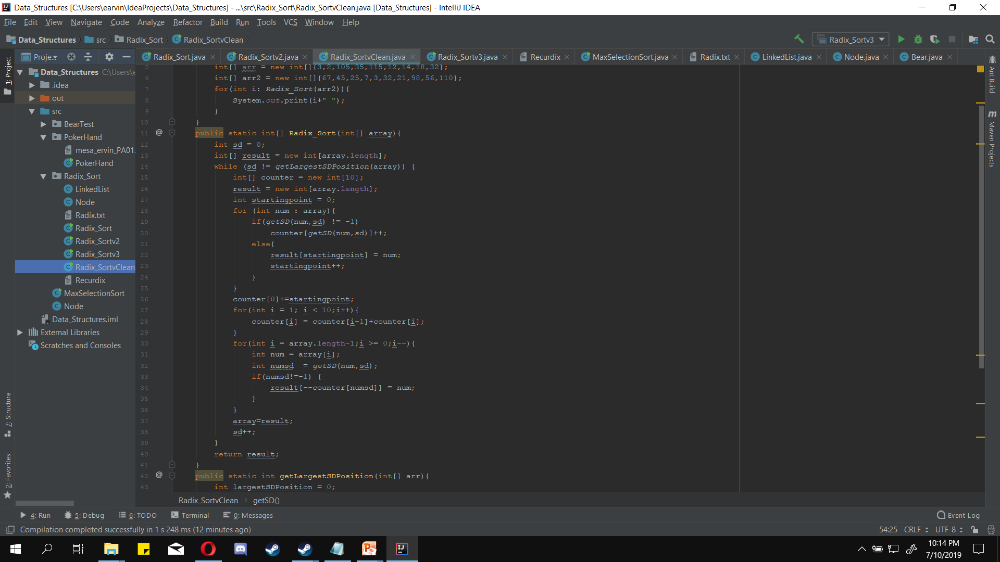 Data_Structures [C:\Users\earvin\IdeaProjects\Data_Structures] - ...\src\Radix_Sort\Radix_SortvClean.java [Data_Structures] - IntelliJ IDEA
File Edit View Navigate Code Analyze Refactor Build Run Tools VCS Window Help
Data_Structures src Radix_Sort Radix_SortvClean Radix_Sortv3
Proje.. Radix_Sort.java Radix_Sortv2.java Radix_SortvClean.java Radix_Sortv3.java Recurdix MaxSelectionSort.java Radix.txt LinkedList.java Node.java Bear.java
1: Project
7: Structure
2: Favorites
Data_Structures C:\Users\e
.idea
out
src
BearTest
PokerHand
mesa_ervin_PA01.
PokerHand
Radix_Sort
LinkedList
Node
Radix.txt
Radix_Sort
Radix_Sortv2
Radix_Sortv3
Radix_SortvClean
Recurdix
MaxSelectionSort
Node
Data_Structures.iml
External Libraries
Scratches and Consoles
5 int[] arr = new int[]{3,2,105,35,115,12,14,18,32};
6 int[] arr2 = new int[]{67,45,25,7,3,32,21,98,56,110};
7 for(int i: Radix_Sort(arr2)){
8 System.out.print(i+" ");
9 }
10 }
11 @ public static int[] Radix_Sort(int[] array){
12 int sd = 0;
13 int[] result = new int[array.length];
14 while (sd != getLargestSDPosition(array)) {
15 int[] counter = new int[10];
16 result = new int[array.length];
17 int startingpoint = 0;
18 for (int num : array){
19 if(getSD(num,sd) != -1)
20 counter[getSD(num,sd)]++;
21 else{
22 result[startingpoint] = num;
23 startingpoint++;
24 }
25 }
26 counter[0]+=startingpoint;
27 for(int i = 1; i < 10;i++){
28 counter[i] = counter[i-1]+counter[i];
29 }
30 for(int i = array.length-1;i >= 0;i--){
31 int num = array[i];
32 int numsd  = getSD(num,sd);
33 if(numsd!=-1) {
34 result[--counter[numsd]] = num;
35 }
36 }
37 array=result;
38 sd++;
39 }
40 return result;
41 }
42 @ public static int getLargestSDPosition(int[] arr){
43 int largestSDPosition = 0;
Ant Build
Maven Projects
Radix_SortvClean getSD()
4: Run 5: Debug 6: TODO Terminal 0: Messages Event Log
Compilation completed successfully in 1 s 248 ms (12 minutes ago) 54:25 CRLF UTF-8
10:14 PM
7/10/2019